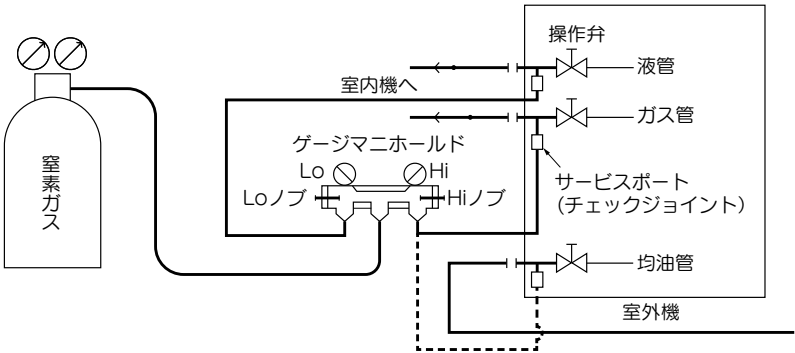 操作弁
液管
室内機へ
ガス管
ゲージマニホールド
Lo
Hi
Loノブ
Hiノブ
サービスポート
(チェックジョイント)
窒素ガス
均油管
室外機